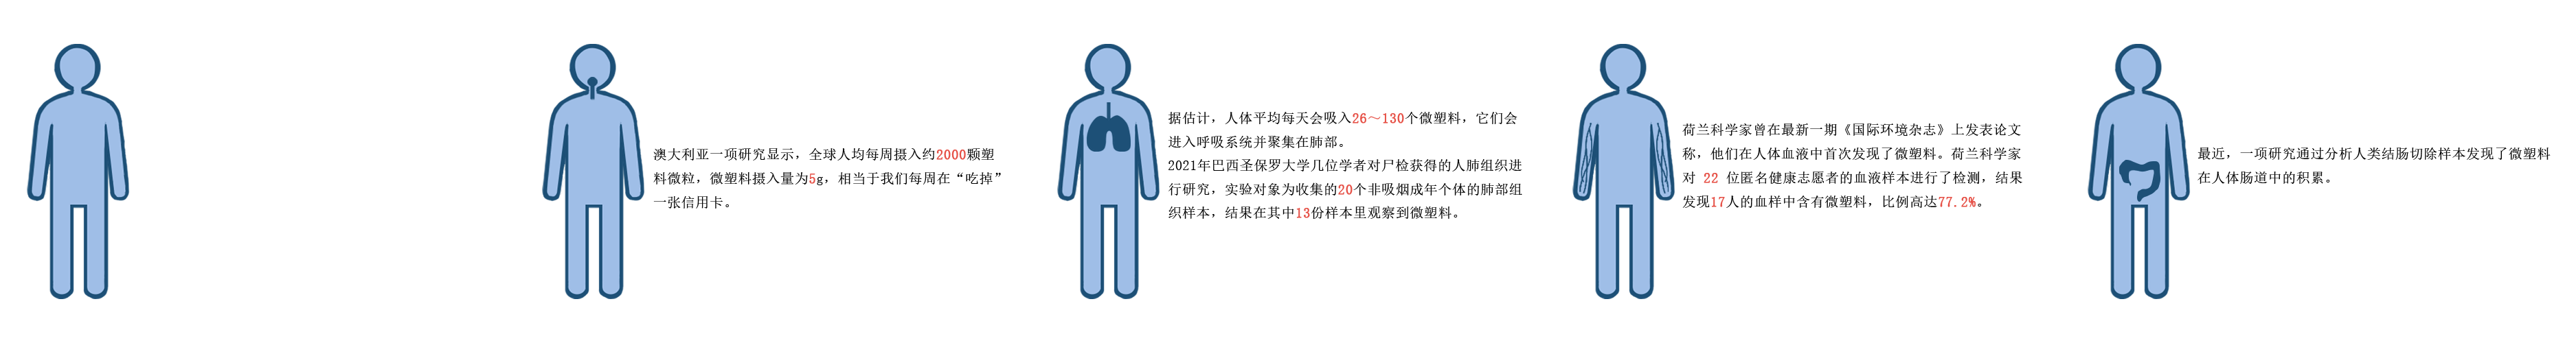 澳大利亚一项研究显示，全球人均每周摄入约2000颗塑
料微粒，微塑料摄入量为5g，相当于我们每周在“吃掉”
一张信用卡。
据估计，人体平均每天会吸入26～130个微塑料，它们会
进入呼吸系统并聚集在肺部。
2021年巴西圣保罗大学几位学者对尸检获得的人肺组织进
行研究，实验对象为收集的20个非吸烟成年个体的肺部组
织样本，结果在其中13份样本里观察到微塑料。
荷兰科学家曾在最新一期《国际环境杂志》上发表论文
称，他们在人体血液中首次发现了微塑料。荷兰科学家
对 22 位匿名健康志愿者的血液样本进行了检测，结果
发现17人的血样中含有微塑料，比例高达77.2%。
最近，一项研究通过分析人类结肠切除样本发现了微塑料
在人体肠道中的积累。